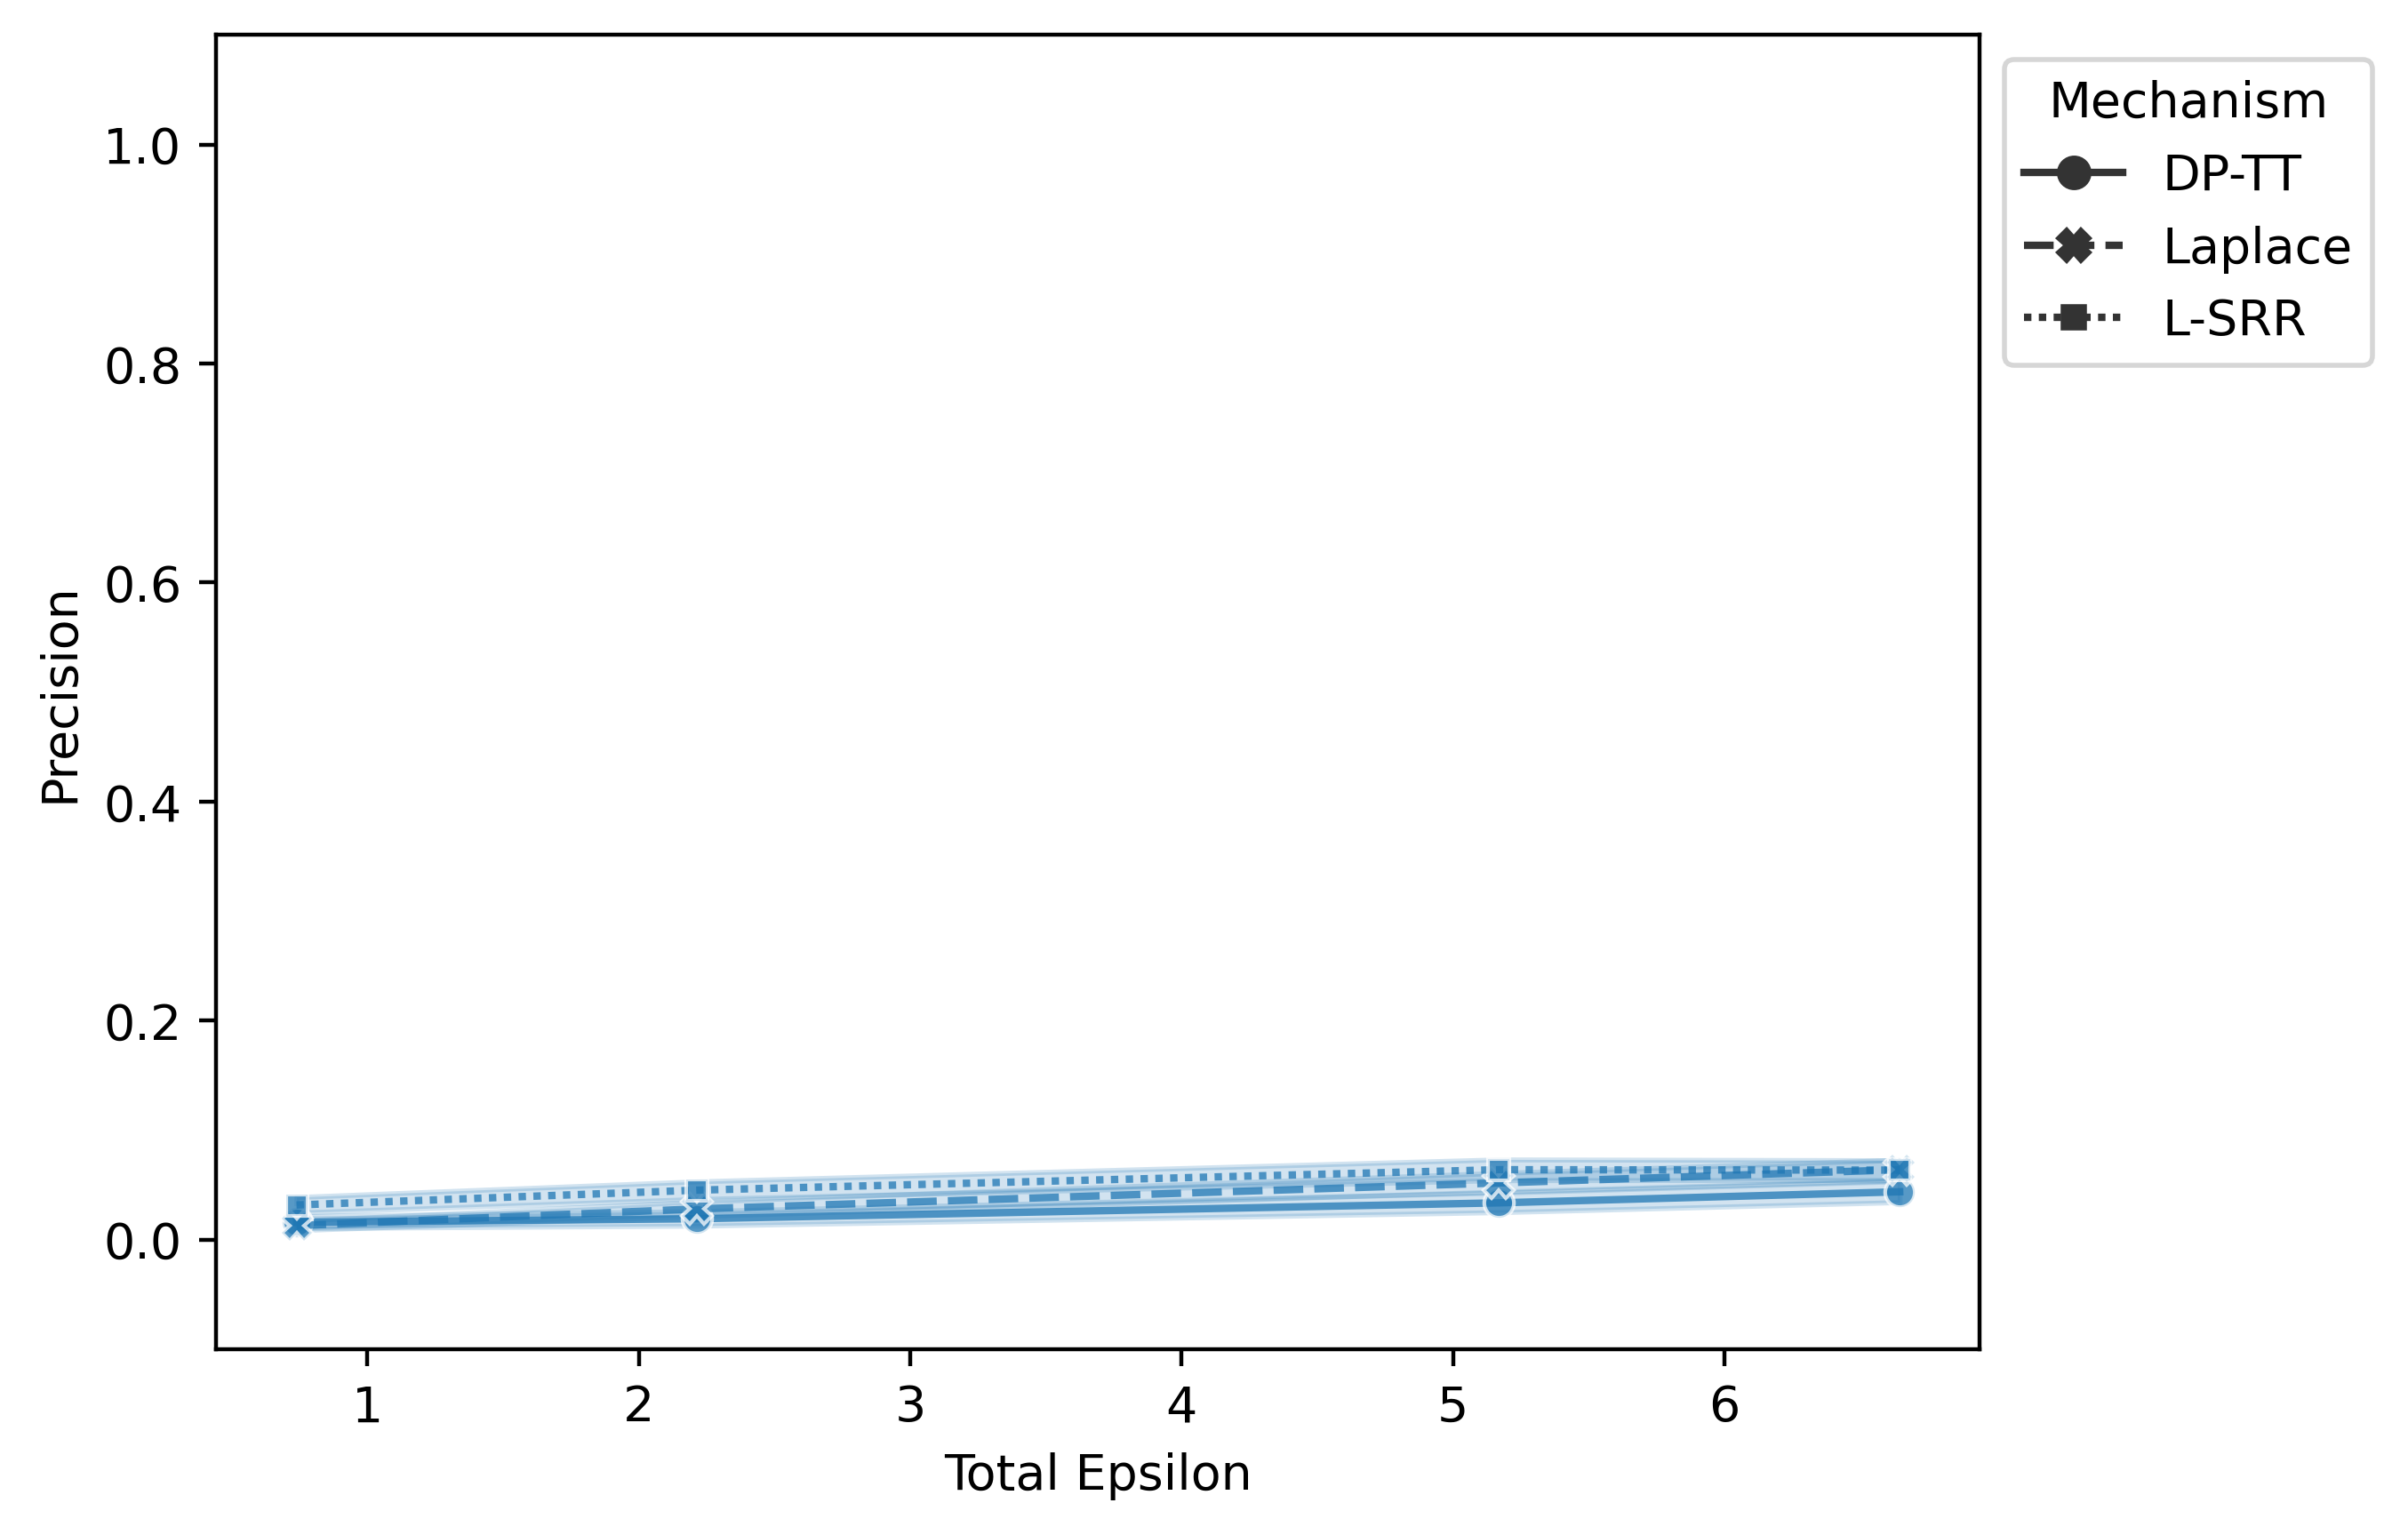 Mechanism
DP-TT
Laplace
L-SRR
Precision
1.0
0.8
0.6
0.4
0.2
0.0
1 2 3 4 5 6
Total Epsilon